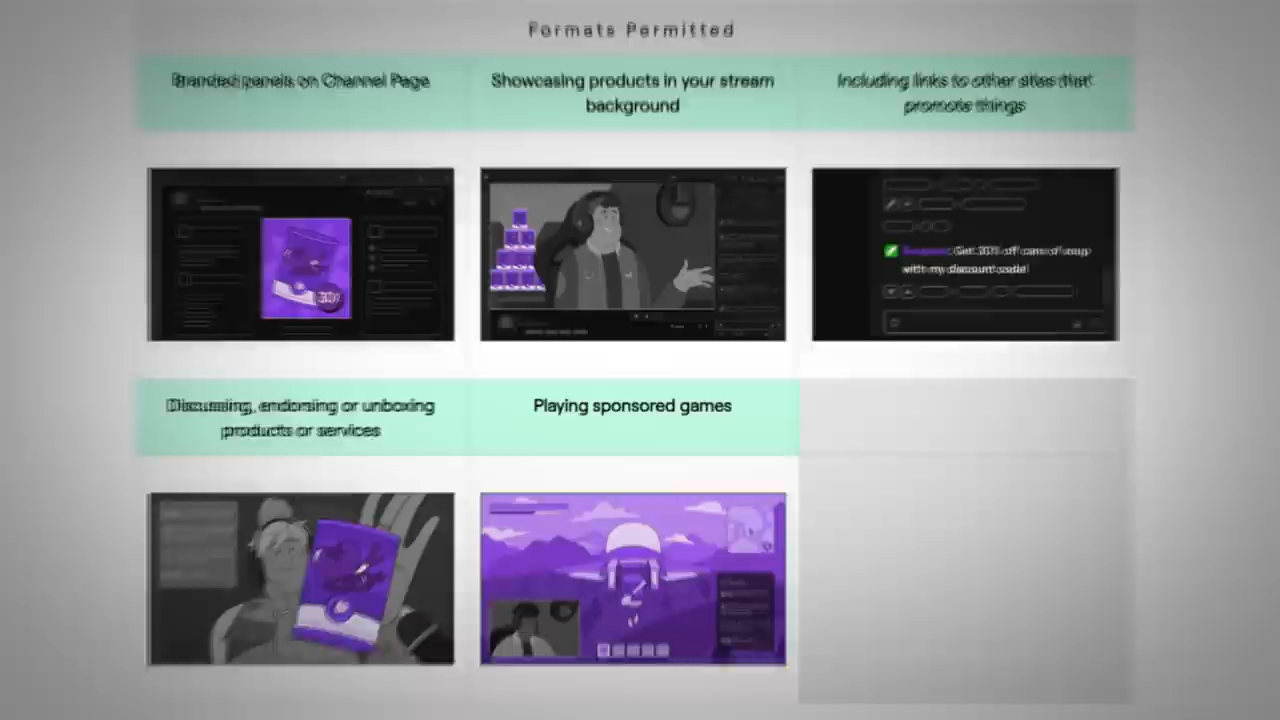 Formats Permitted
Branded panels on Channel Page
Showcasing products in your stream
background
Including links to other sites that
promote things
Get 30% off cans of soup
with my discount code!
Discussing, endorsing or unboxing
products or services
Playing sponsored games